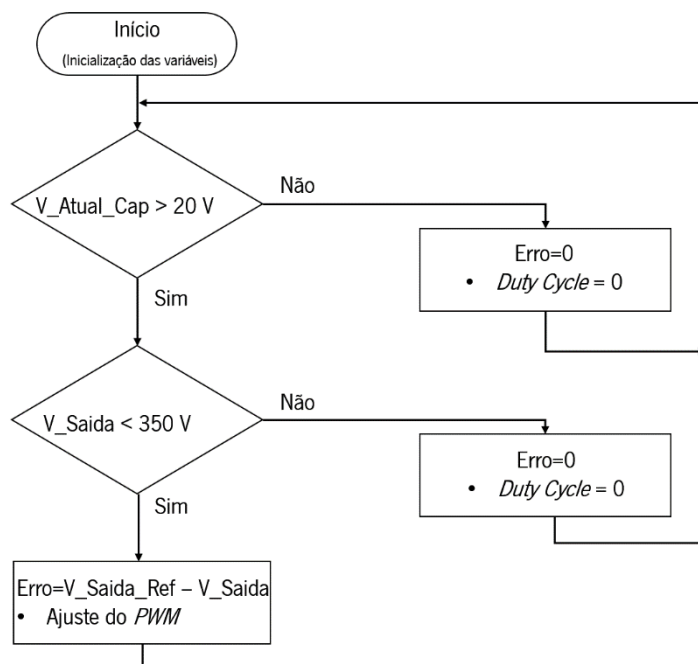 Início
(Inicialização das variáveis)
V_Atual_Cap > 20 V
Não
Erro=0
• Duty Cycle = 0
Sim
V_Saida < 350 V
Não
Erro=0
• Duty Cycle = 0
Sim
Erro=V_Saida_Ref – V_Saida
• Ajuste do PWM